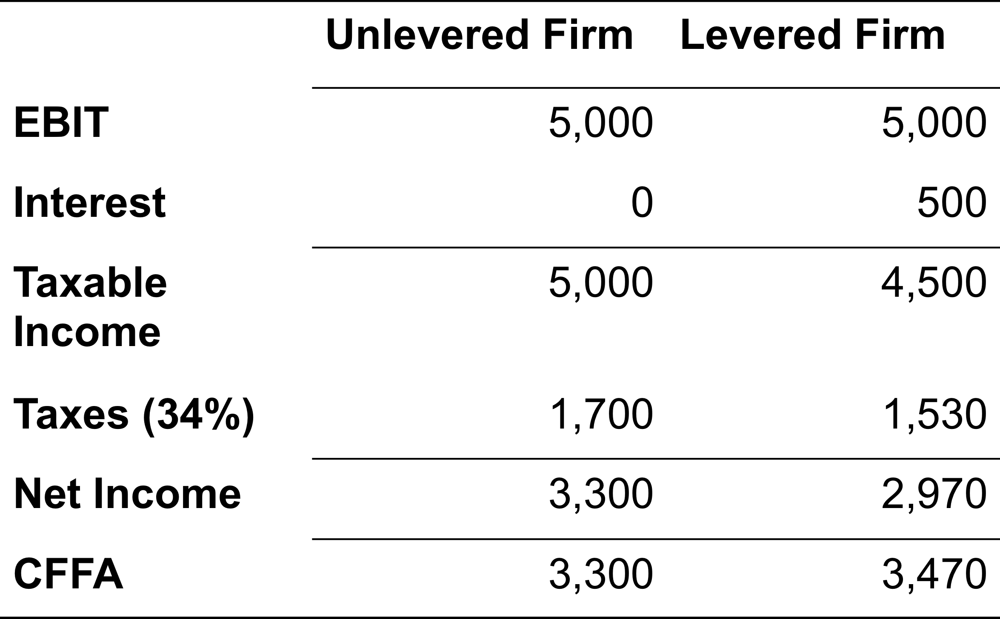 Unlevered Firm Levered Firm
EBIT 5,000 5,000
Interest 0 500
Taxable 5,000 4,500
Income
Taxes (34%) 1,700 1,530
Net Income 3,300 2,970
CFFA 3,300 3,470